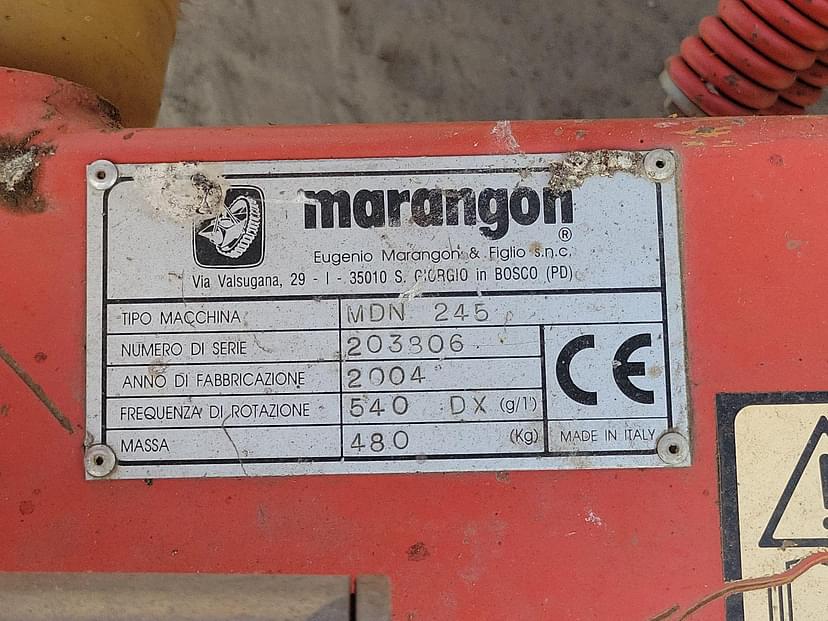 marangon
®
Eugenio Marangon & Figlio s.n.c.
Via Valsugana, 29 - I - 35010 S. GIORGIO in BOSCO (PD)
TIPO MACCHINA MDN 245
NUMERO DI SERIE 203806
ANNO DI FABBRICAZIONE 2004
FREQUENZA DI ROTAZIONE 540 DX (g/1')
MASSA 480 (Kg)
CE
MADE IN ITALY